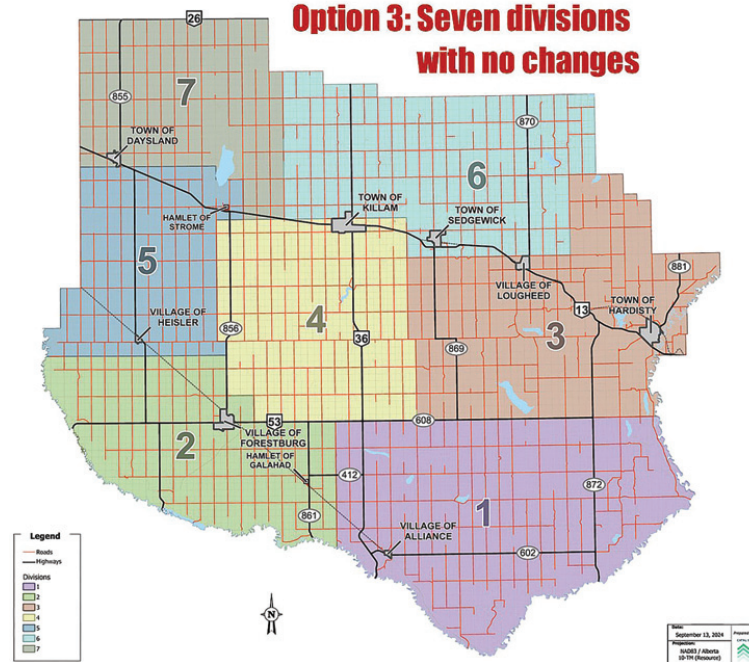 Option 3: Seven divisions
with no changes
26
7
855
870
TOWN OF
DAYSLAND
6
TOWN OF
KILLAM
HAMLET OF
STROME
TOWN OF
SEDGEWICK
5
881
VILLAGE OF
LOUGHEED
13
TOWN OF
HARDISTY
VILLAGE OF
HEISLER
856
4
36
3
869
53
608
2
VILLAGE OF
FORESTBURG
HAMLET OF
GALAHAD
412
872
861
1
VILLAGE OF
ALLIANCE
602
Legend
Roads
Highways
Divisions
1
2
3
4
5
6
7
N
Date:
September 13, 2024
Projection:
NAD83 / Alberta
10-TM (Resource)